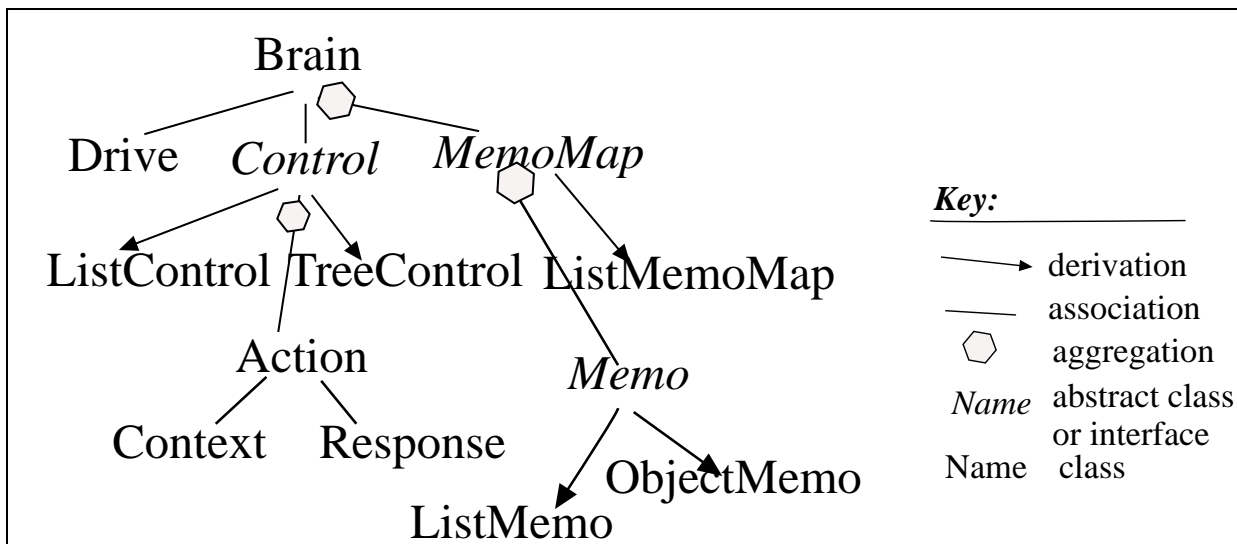 Brain
Drive
Control
MemoMap
ListControl
TreeControl
ListMemoMap
Action
Memo
Context
Response
ObjectMemo
ListMemo
Key:
derivation
association
aggregation
Name abstract class
or interface
Name class